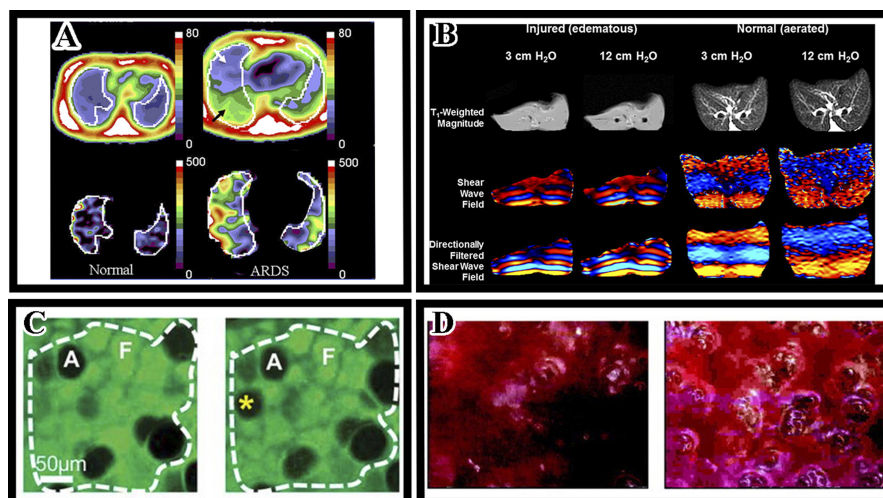 A
Normal
ARDS
80
80
0
0
500
500
0
0
Normal
ARDS
B
Injured (edematous)
Normal (aerated)
3 cm H₂O
12 cm H₂O
3 cm H₂O
12 cm H₂O
T₁-Weighted
Magnitude
Shear
Wave
Field
Directionally
Filtered
Shear Wave
Field
C
A
F
50µm
A
F
*
D